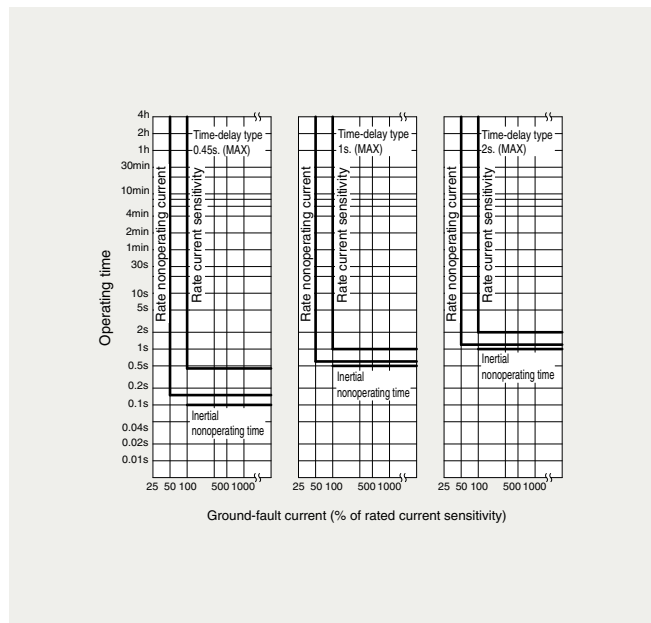 Operating time
4h
2h
1h
30min
10min
4min
2min
1min
30s
10s
5s
2s
1s
0.5s
0.2s
0.1s
0.04s
0.02s
0.01s
Time-delay type
0.45s. (MAX)
Rate nonoperating current
Rate current sensitivity
Inertial
nonoperating time
25 50 100 500 1000
Time-delay type
1s. (MAX)
Rate nonoperating current
Rate current sensitivity
Inertial
nonoperating time
25 50 100 500 1000
Time-delay type
2s. (MAX)
Rate nonoperating current
Rate current sensitivity
Inertial
nonoperating time
25 50 100 500 1000
Ground-fault current (% of rated current sensitivity)